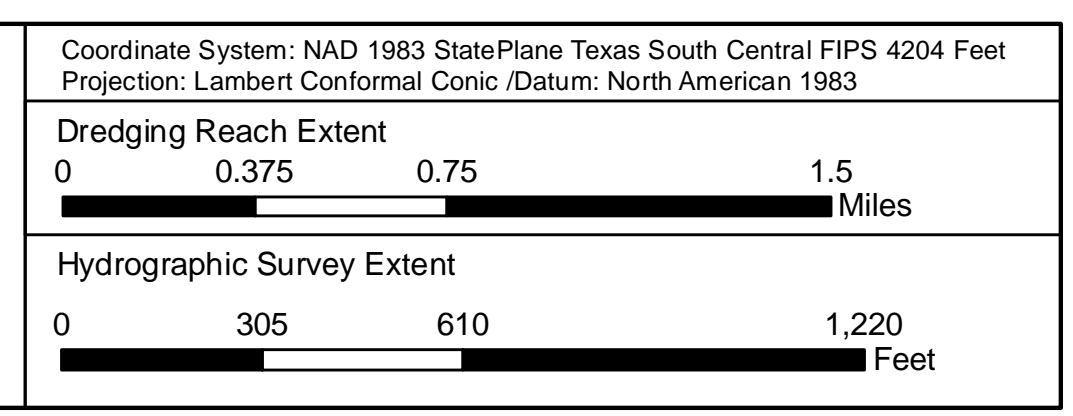 Coordinate System: NAD 1983 StatePlane Texas South Central FIPS 4204 Feet
Projection: Lambert Conformal Conic /Datum: North American 1983
Dredging Reach Extent
0 0.375 0.75 1.5
Miles
Hydrographic Survey Extent
0 305 610 1,220
Feet